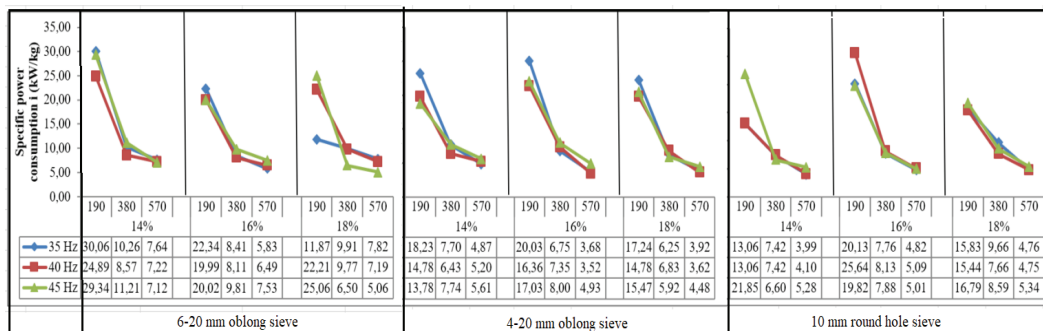 Specific power
consumption i (kW/kg)
35,00
30,00
25,00
20,00
15,00
10,00
5,00
0,00
190 380 570 190 380 570 190 380 570 190 380 570 190 380 570 190 380 570 190 380 570 190 380 570 190 380 570
14% 16% 18% 14% 16% 18% 14% 16% 18%
35 Hz 30,06 10,26 7,64 22,34 8,41 5,83 11,87 9,91 7,82 18,23 7,70 4,87 20,03 6,75 3,68 17,24 6,25 3,92 13,06 7,42 3,99 20,13 7,76 4,82 15,83 9,66 4,76
40 Hz 24,89 8,57 7,22 19,99 8,11 6,49 22,21 9,77 7,19 14,78 6,43 5,20 16,36 7,35 3,52 14,78 6,83 3,62 13,06 7,42 4,10 25,64 8,13 5,09 15,44 7,66 4,75
45 Hz 29,34 11,21 7,12 20,02 9,81 7,53 25,06 6,50 5,06 13,78 7,74 5,61 17,03 8,00 4,93 15,47 5,92 4,48 21,85 6,60 5,28 19,82 7,88 5,01 16,79 8,59 5,34
6-20 mm oblong sieve 4-20 mm oblong sieve 10 mm round hole sieve